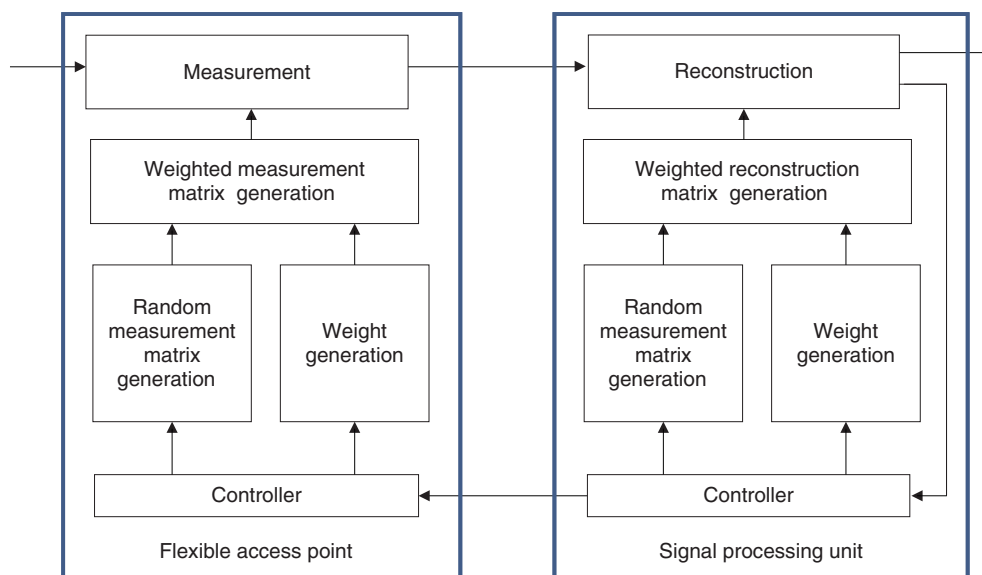 Measurement
Weighted measurement
matrix generation
Random
measurement
matrix
generation
Weight
generation
Controller
Flexible access point
Reconstruction
Weighted reconstruction
matrix generation
Random
measurement
matrix
generation
Weight
generation
Controller
Signal processing unit